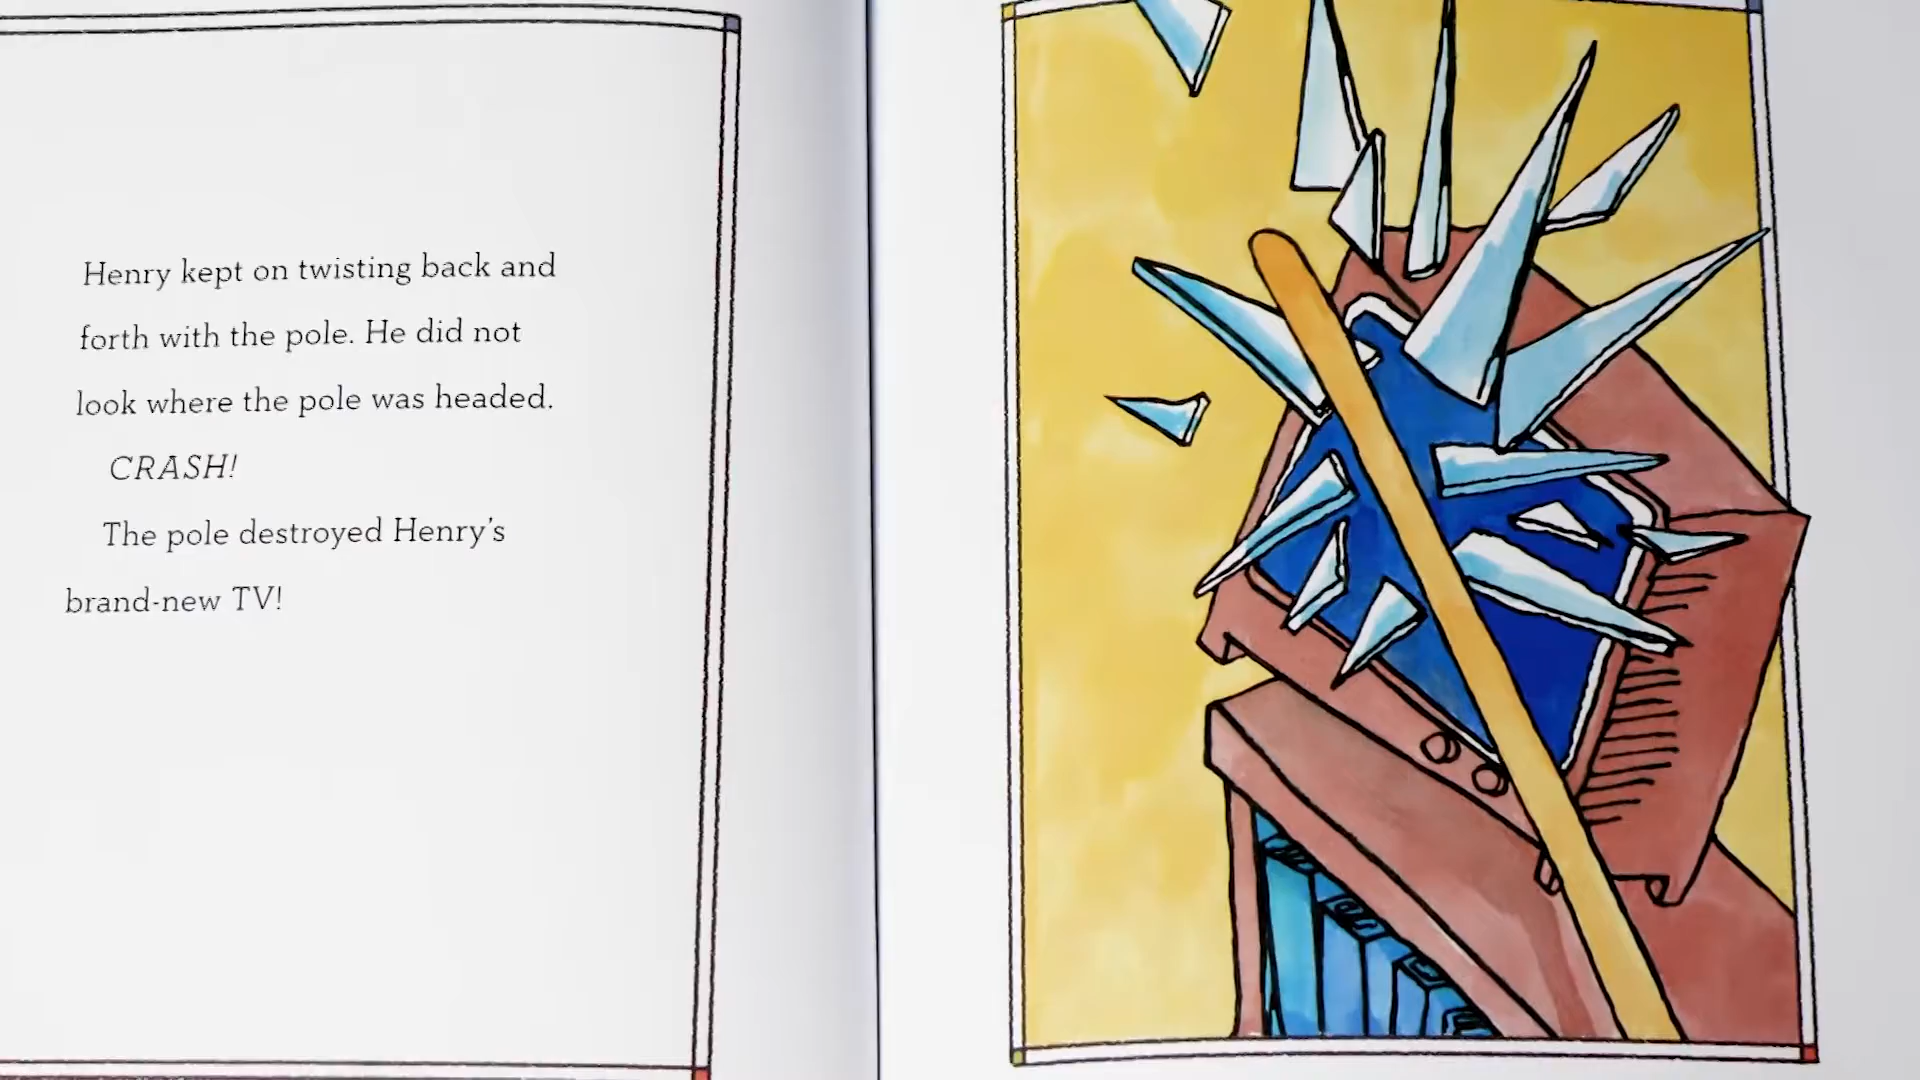 Henry kept on twisting back and
forth with the pole. He did not
look where the pole was headed.
CRASH!
The pole destroyed Henry's
brand-new TV!